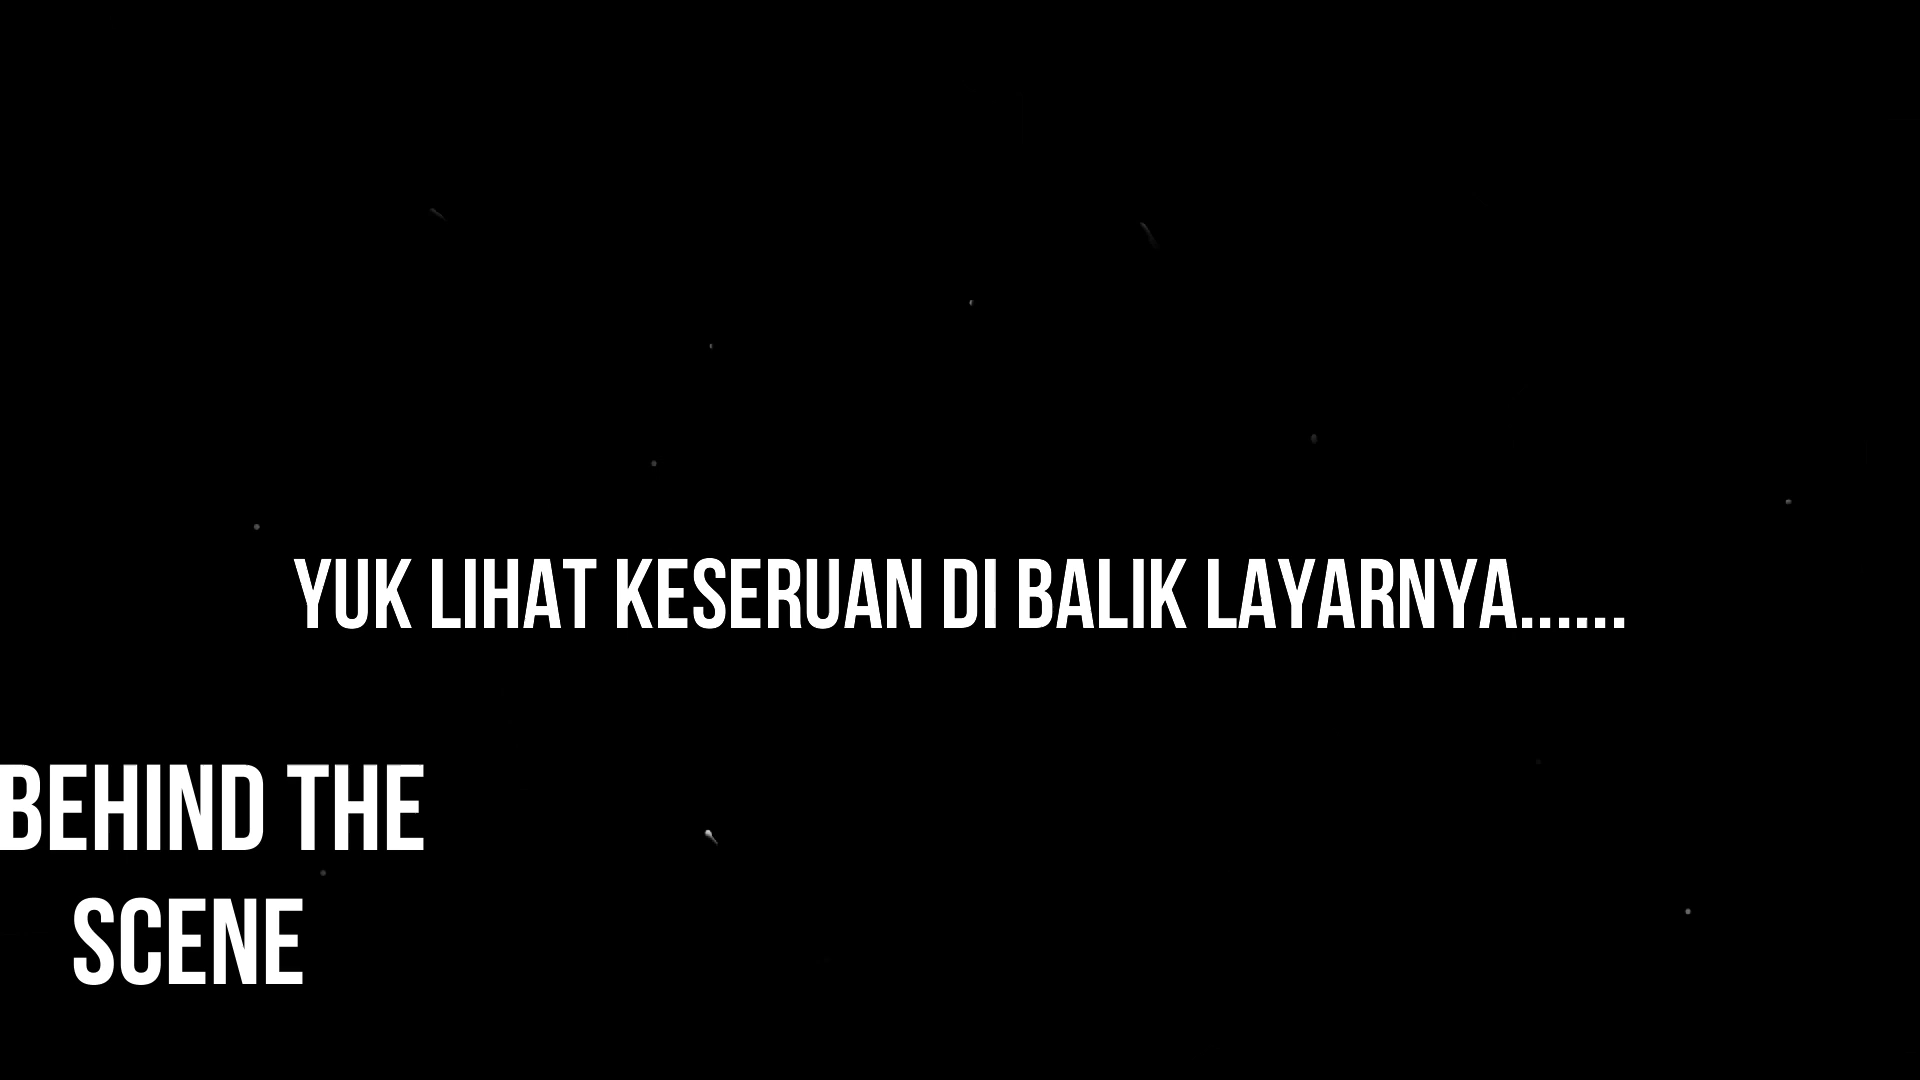 YUK LIHAT KESERUAN DI BALIK LAYARNYA......
BEHIND THE
SCENE